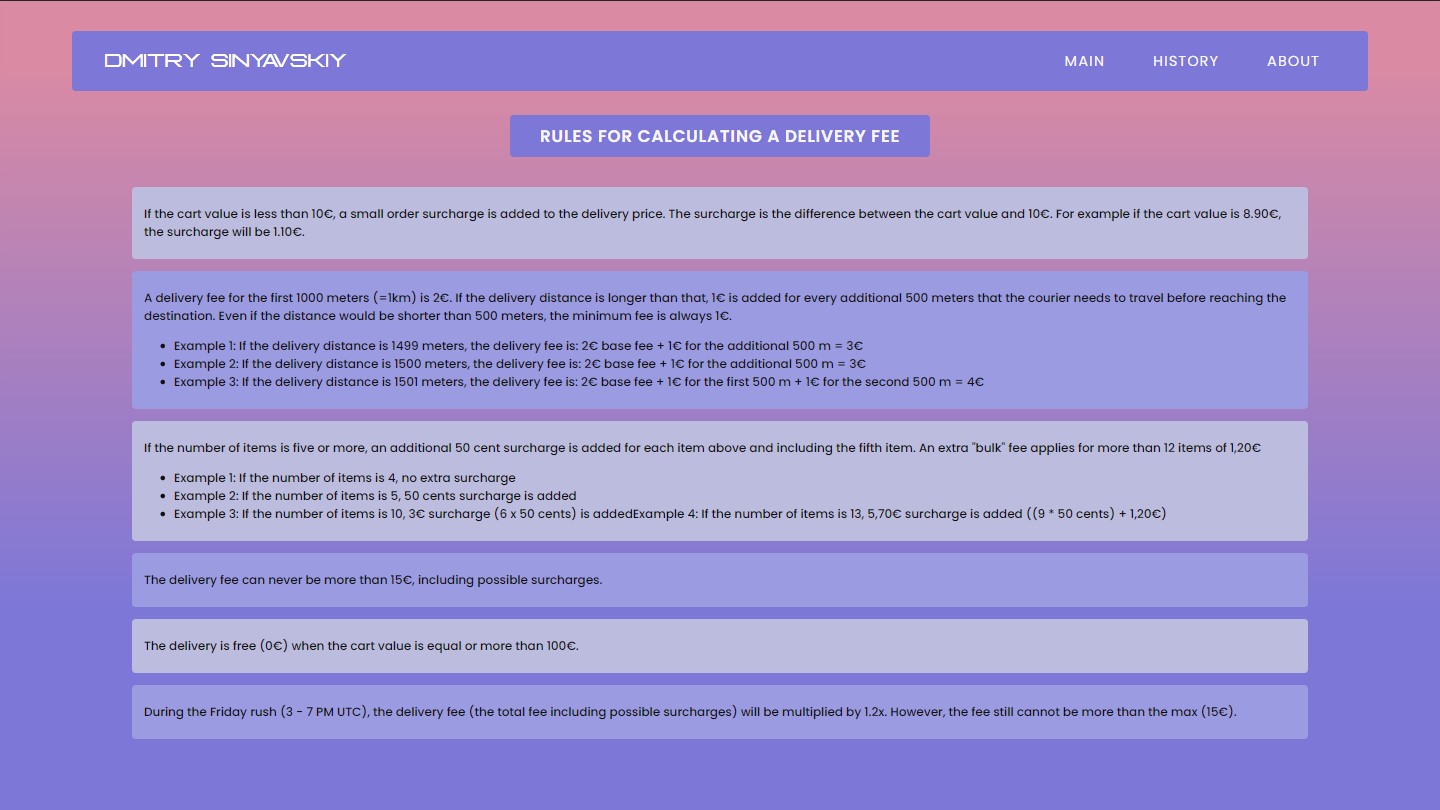 DMITRY SINYAVSKIY
MAIN
HISTORY
ABOUT
RULES FOR CALCULATING A DELIVERY FEE
If the cart value is less than 10€, a small order surcharge is added to the delivery price. The surcharge is the difference between the cart value and 10€. For example if the cart value is 8.90€,
the surcharge will be 1.10€.
A delivery fee for the first 1000 meters (=1km) is 2€. If the delivery distance is longer than that, 1€ is added for every additional 500 meters that the courier needs to travel before reaching the
destination. Even if the distance would be shorter than 500 meters, the minimum fee is always 1€.
• Example 1: If the delivery distance is 1499 meters, the delivery fee is: 2€ base fee + 1€ for the additional 500 m = 3€
• Example 2: If the delivery distance is 1500 meters, the delivery fee is: 2€ base fee + 1€ for the additional 500 m = 3€
• Example 3: If the delivery distance is 1501 meters, the delivery fee is: 2€ base fee + 1€ for the first 500 m + 1€ for the second 500 m = 4€
If the number of items is five or more, an additional 50 cent surcharge is added for each item above and including the fifth item. An extra "bulk" fee applies for more than 12 items of 1,20€
• Example 1: If the number of items is 4, no extra surcharge
• Example 2: If the number of items is 5, 50 cents surcharge is added
• Example 3: If the number of items is 10, 3€ surcharge (6 x 50 cents) is addedExample 4: If the number of items is 13, 5,70€ surcharge is added ((9 * 50 cents) + 1,20€)
The delivery fee can never be more than 15€, including possible surcharges.
The delivery is free (0€) when the cart value is equal or more than 100€.
During the Friday rush (3 - 7 PM UTC), the delivery fee (the total fee including possible surcharges) will be multiplied by 1.2x. However, the fee still cannot be more than the max (15€).